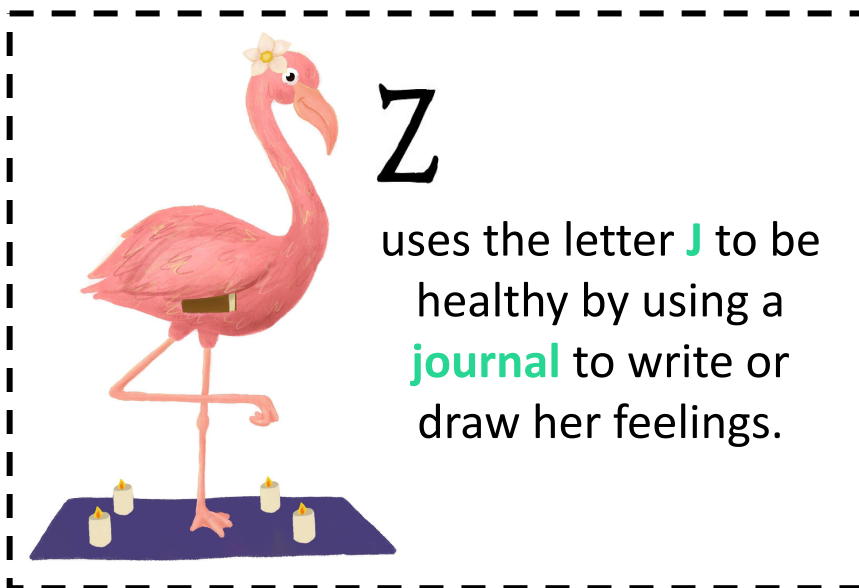 Z
uses the letter J to be
healthy by using a
journal to write or
draw her feelings.